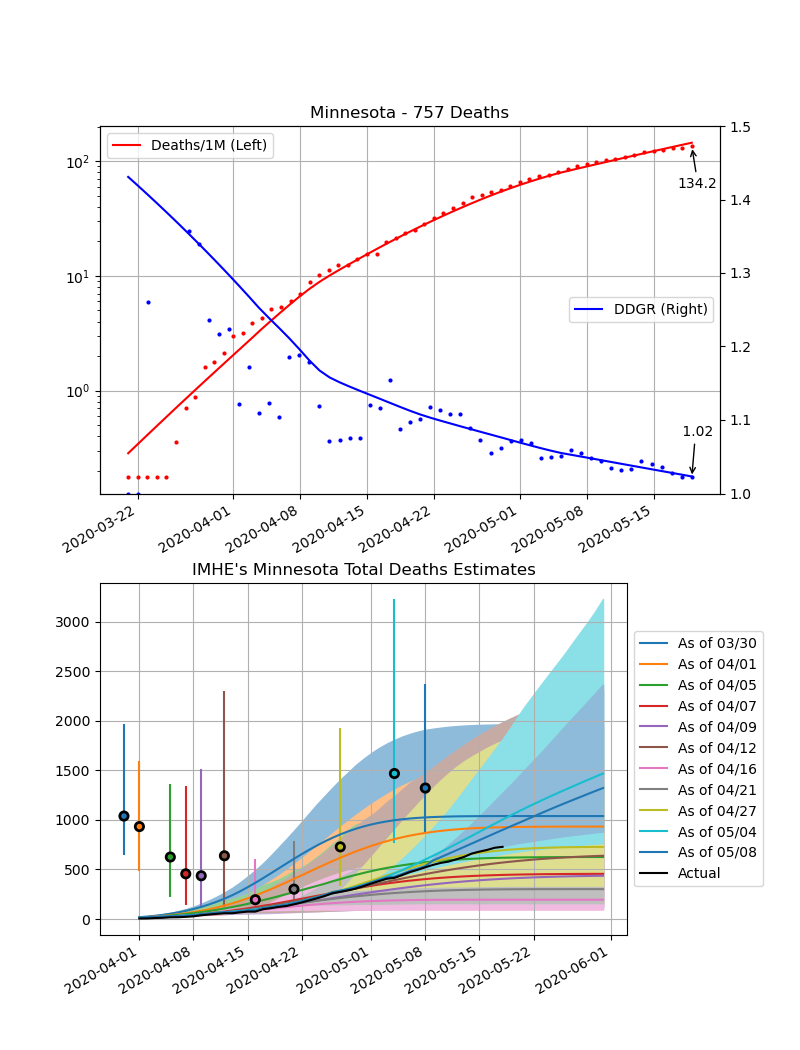 Minnesota - 757 Deaths
Deaths/1M (Left)
DDGR (Right)
134.2
1.02
10²
10¹
10⁰
1.5
1.4
1.3
1.2
1.1
1.0
2020-03-22
2020-04-01
2020-04-08
2020-04-15
2020-04-22
2020-05-01
2020-05-08
2020-05-15
IMHE's Minnesota Total Deaths Estimates
3000
2500
2000
1500
1000
500
0
2020-04-01
2020-04-08
2020-04-15
2020-04-22
2020-05-01
2020-05-08
2020-05-15
2020-05-22
2020-06-01
As of 03/30
As of 04/01
As of 04/05
As of 04/07
As of 04/09
As of 04/12
As of 04/16
As of 04/21
As of 04/27
As of 05/04
As of 05/08
Actual